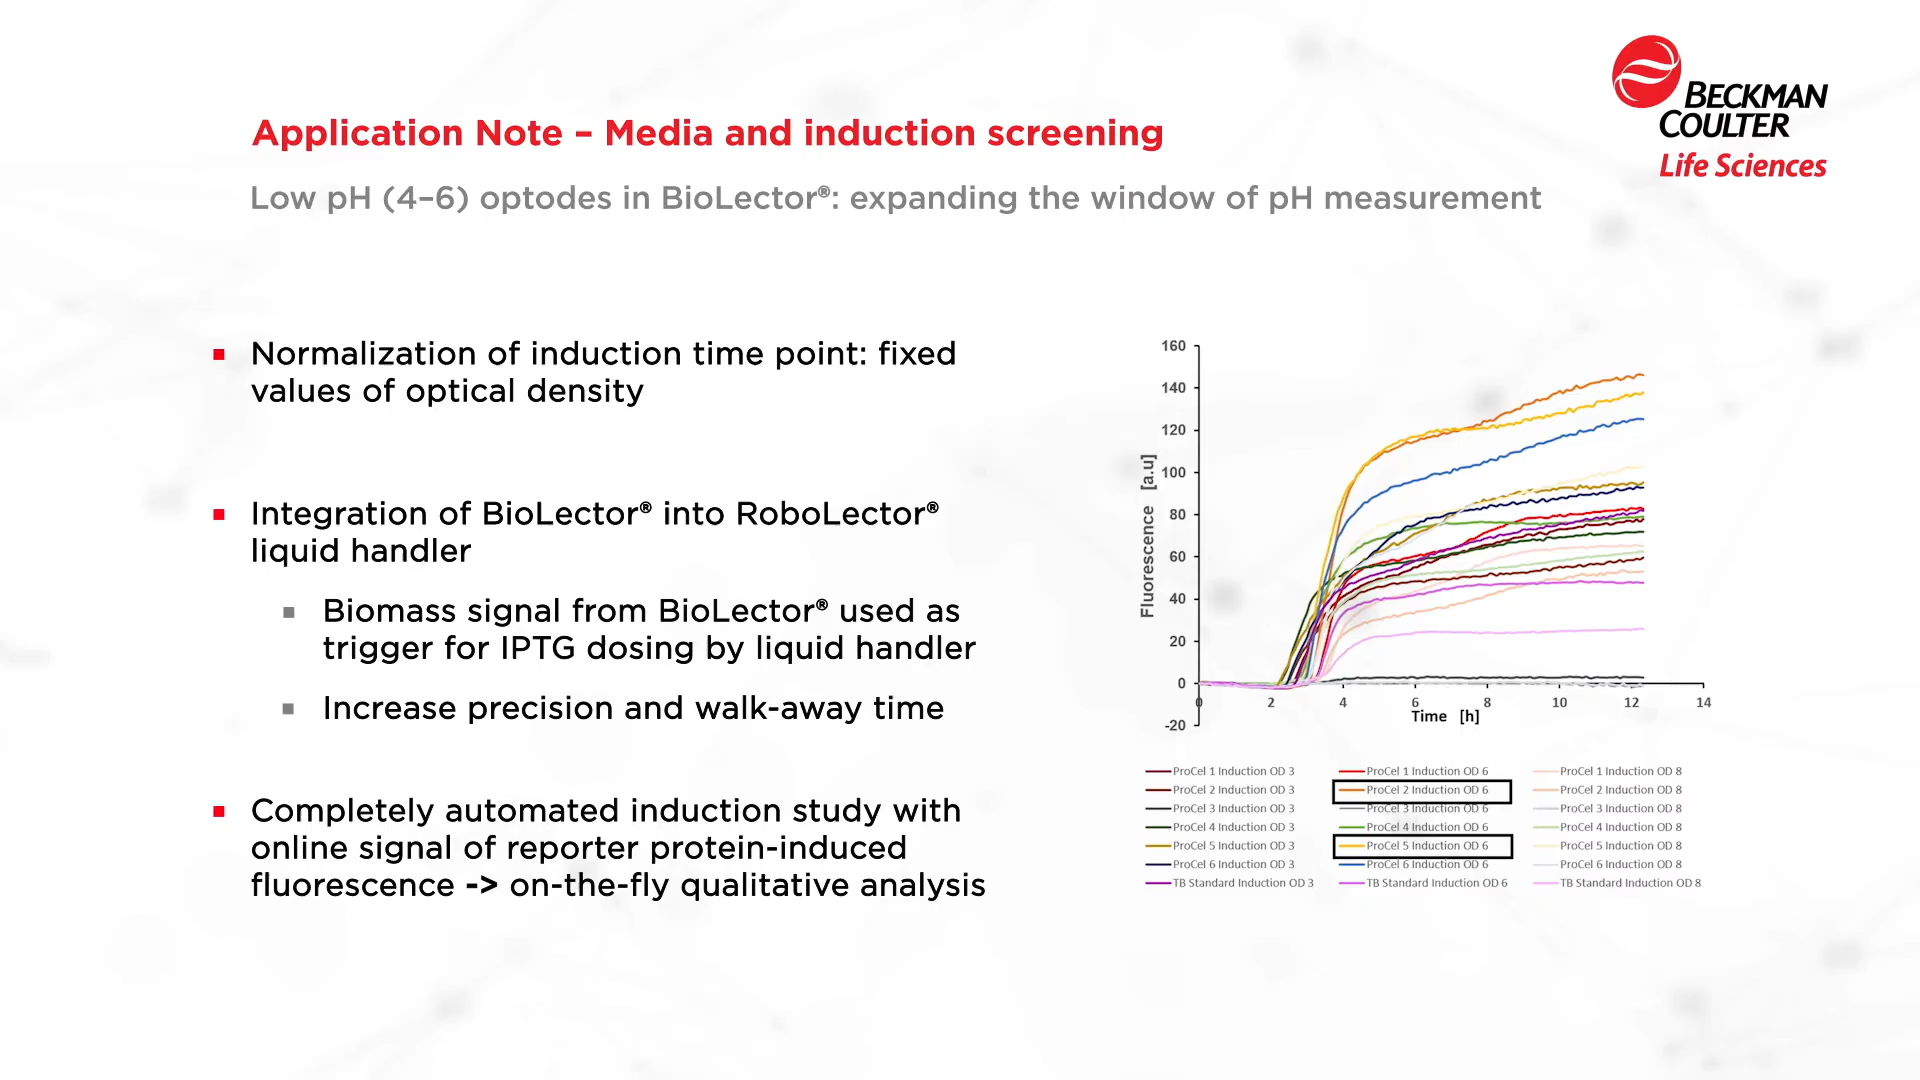 BECKMAN
COULTER
Life Sciences
Application Note – Media and induction screening
Low pH (4–6) optodes in BioLector®: expanding the window of pH measurement
Normalization of induction time point: fixed
values of optical density
Integration of BioLector® into RoboLector®
liquid handler
Biomass signal from BioLector® used as
trigger for IPTG dosing by liquid handler
Increase precision and walk-away time
Completely automated induction study with
online signal of reporter protein-induced
fluorescence -> on-the-fly qualitative analysis
160
140
120
100
80
60
40
20
0
-20
Fluorescence [a.u]
0 2 4 6 8 10 12 14
Time [h]
ProCel 1 Induction OD 3 ProCel 1 Induction OD 6 ProCel 1 Induction OD 8
ProCel 2 Induction OD 3 ProCel 2 Induction OD 6 ProCel 2 Induction OD 8
ProCel 3 Induction OD 3 ProCel 3 Induction OD 6 ProCel 3 Induction OD 8
ProCel 4 Induction OD 3 ProCel 4 Induction OD 6 ProCel 4 Induction OD 8
ProCel 5 Induction OD 3 ProCel 5 Induction OD 6 ProCel 5 Induction OD 8
ProCel 6 Induction OD 3 ProCel 6 Induction OD 6 ProCel 6 Induction OD 8
TB Standard Induction OD 3 TB Standard Induction OD 6 TB Standard Induction OD 8